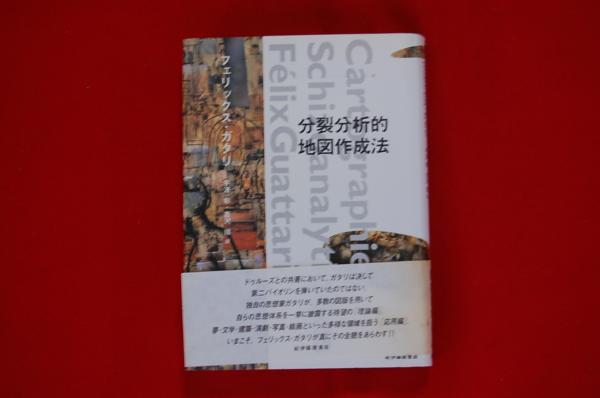 Cartographie
Schizoanalyti
Félix Guattari
分裂分析的
地図作成法
フェリックス・ガタリ
ドゥルーズとの共著において、ガタリは決して
第二バイオリンを弾いていたのではない。
独自の思想家ガタリが、多数の図版を用いて
自らの思想体系を一挙に披露する待望の「理論編」
夢・文学・建築・演劇・写真・絵画といった多様な領域を扱う「応用編」
いまこそ、フェリックス・ガタリが真にその全貌をあらわす!!
紀伊國屋書店
紀伊國屋書店